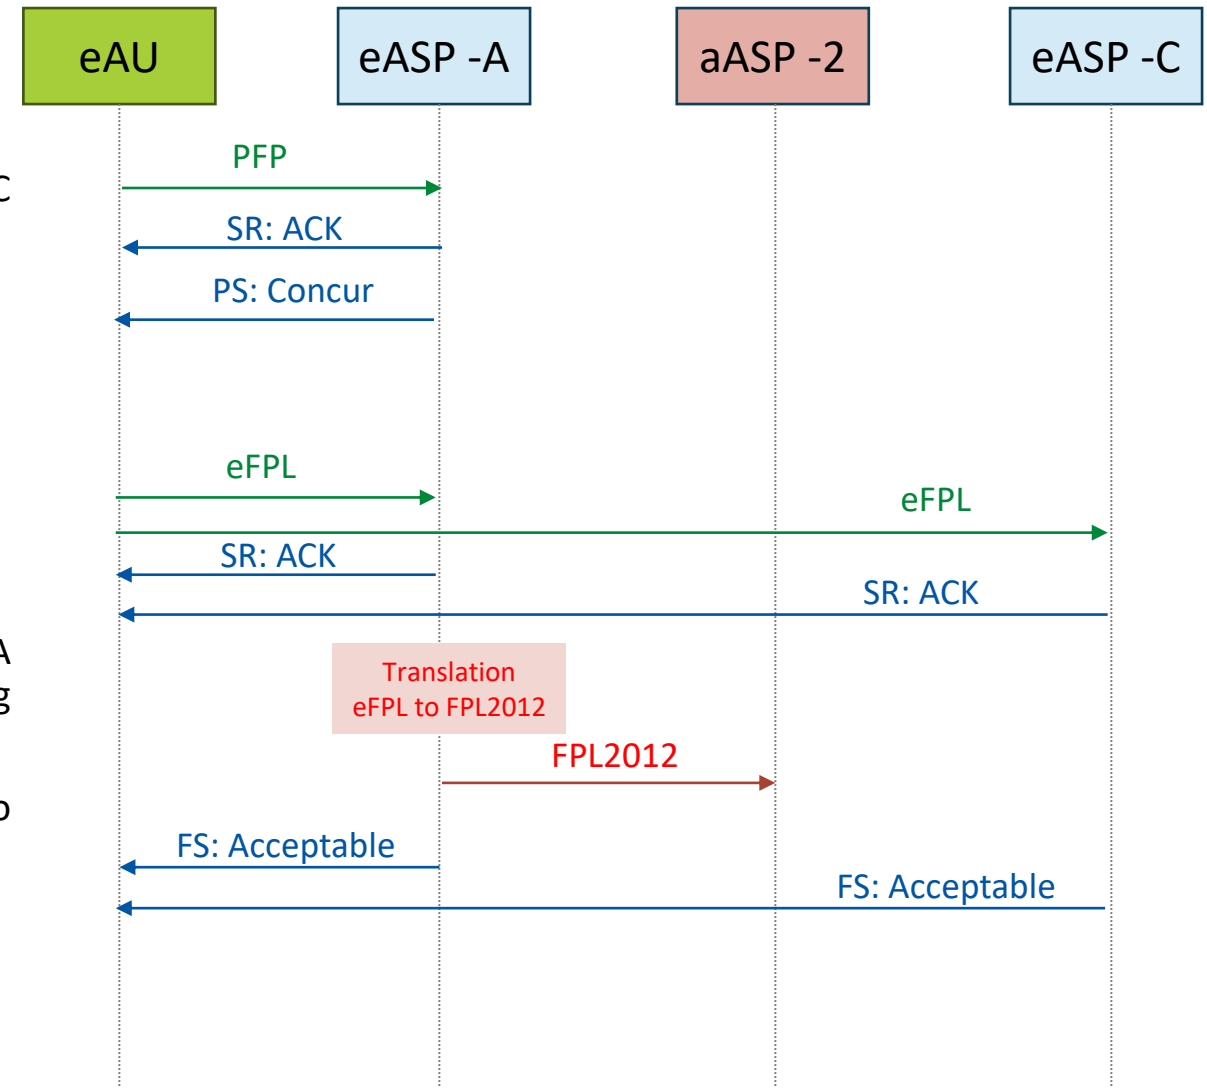 eAU
eASP -A
aASP -2
eASP -C
PFP
C
SR: ACK
PS: Concur
eFPL
eFPL
SR: ACK
SR: ACK
A
Translation
g
eFPL to FPL2012
FPL2012
o
FS: Acceptable
FS: Acceptable